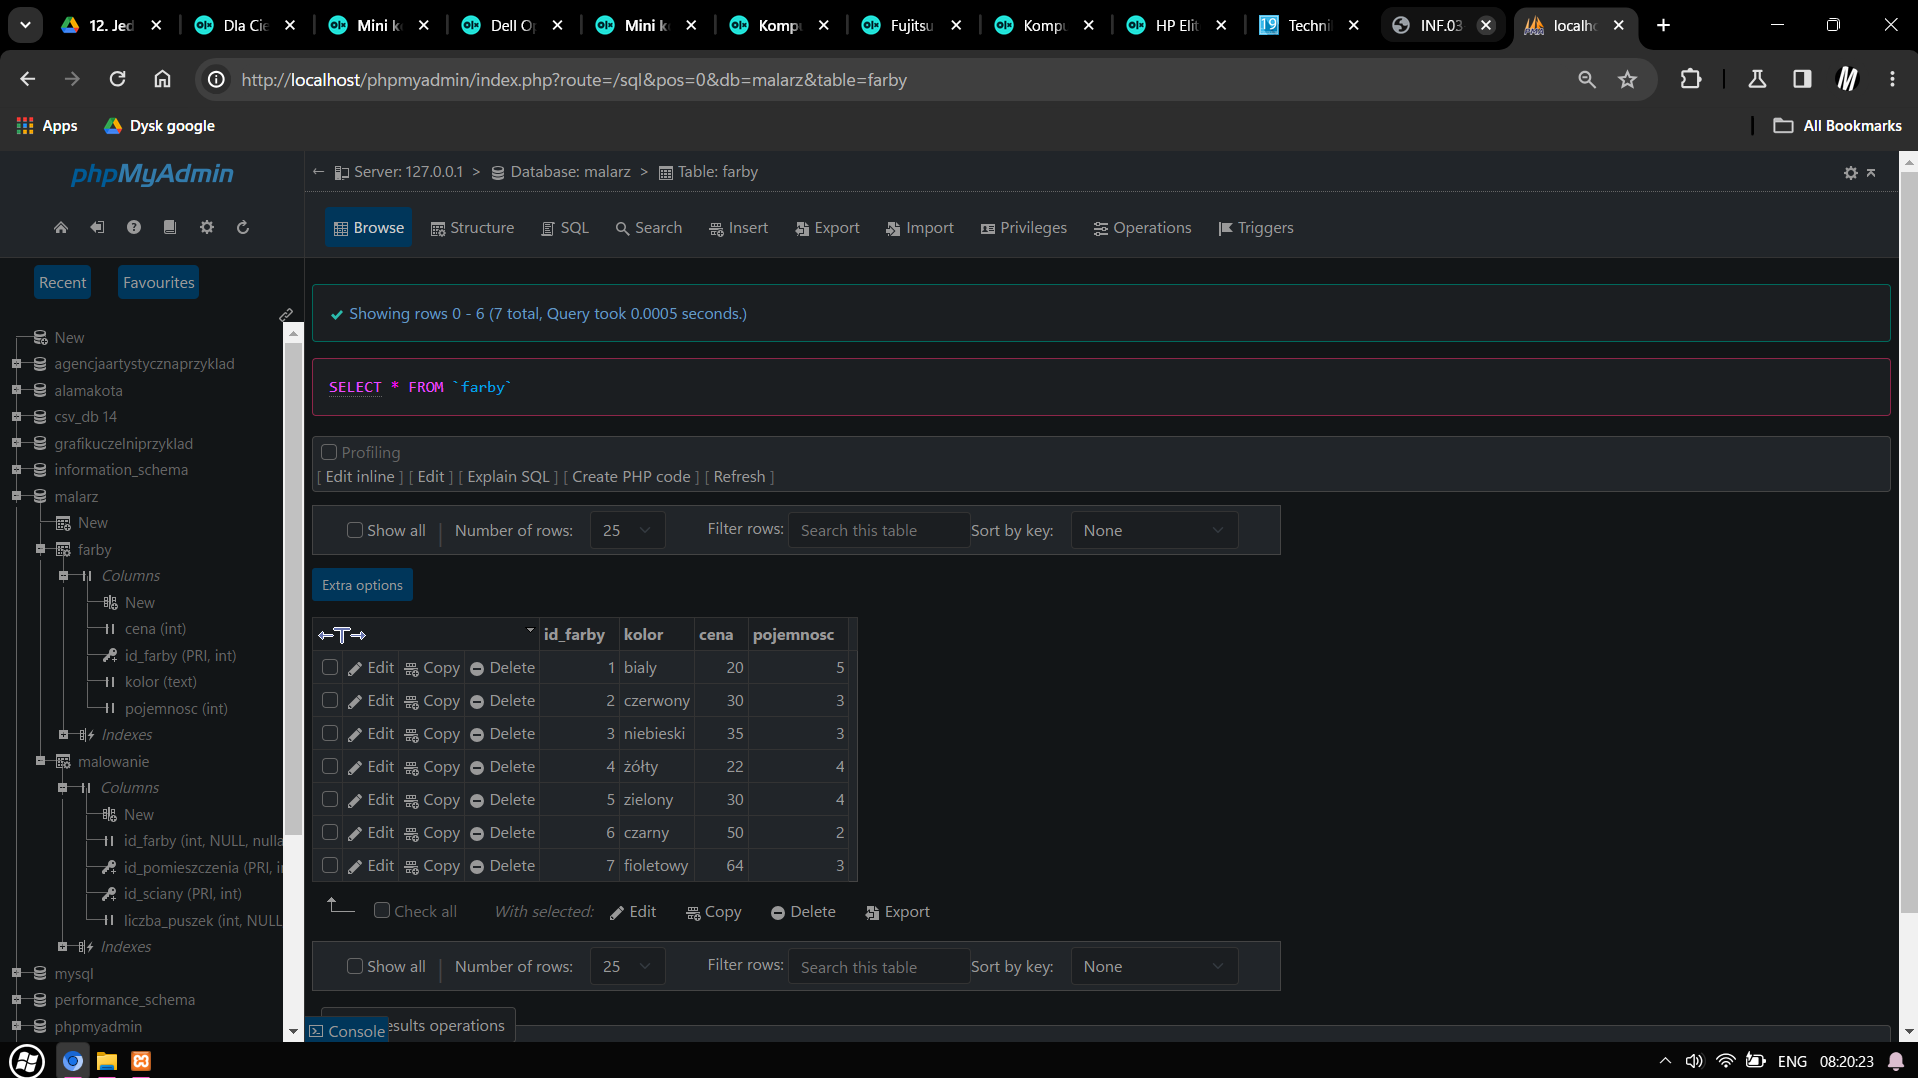 12. Jed
Dla Cie
Mini k
Dell O
Mini k
Komp
Fujitsu
Kompu
HP Elit
19
Techni
INF.03
localh
http://localhost/phpmyadmin/index.php?route=/sql&pos=0&db=malarz&table=farby
Apps
Dysk google
All Bookmarks
phpMyAdmin
Recent
Favourites
New
agencjaartystycznaprzyklad
alamakota
csv_db 14
grafikuczelniprzyklad
information_schema
malarz
New
farby
Columns
New
cena (int)
id_farby (PRI, int)
kolor (text)
pojemnosc (int)
Indexes
malowanie
Columns
New
id_farby (int, NULL, nulla
id_pomieszczenia (PRI, i
id_sciany (PRI, int)
liczba_puszek (int, NULL
Indexes
mysql
performance_schema
phpmyadmin
Server: 127.0.0.1 > Database: malarz > Table: farby
Browse Structure SQL Search Insert Export Import Privileges Operations Triggers
Showing rows 0 - 6 (7 total, Query took 0.0005 seconds.)
SELECT * FROM `farby`
Profiling
[ Edit inline ] [ Edit ] [ Explain SQL ] [ Create PHP code ] [ Refresh ]
Show all Number of rows: 25 Filter rows: Search this table Sort by key: None
Extra options
id_farby kolor cena pojemnosc
Edit Copy Delete 1 bialy 20 5
Edit Copy Delete 2 czerwony 30 3
Edit Copy Delete 3 niebieski 35 3
Edit Copy Delete 4 żółty 22 4
Edit Copy Delete 5 zielony 30 4
Edit Copy Delete 6 czarny 50 2
Edit Copy Delete 7 fioletowy 64 3
Check all With selected: Edit Copy Delete Export
Show all Number of rows: 25 Filter rows: Search this table Sort by key: None
esults operations
Console
ENG 08:20:23